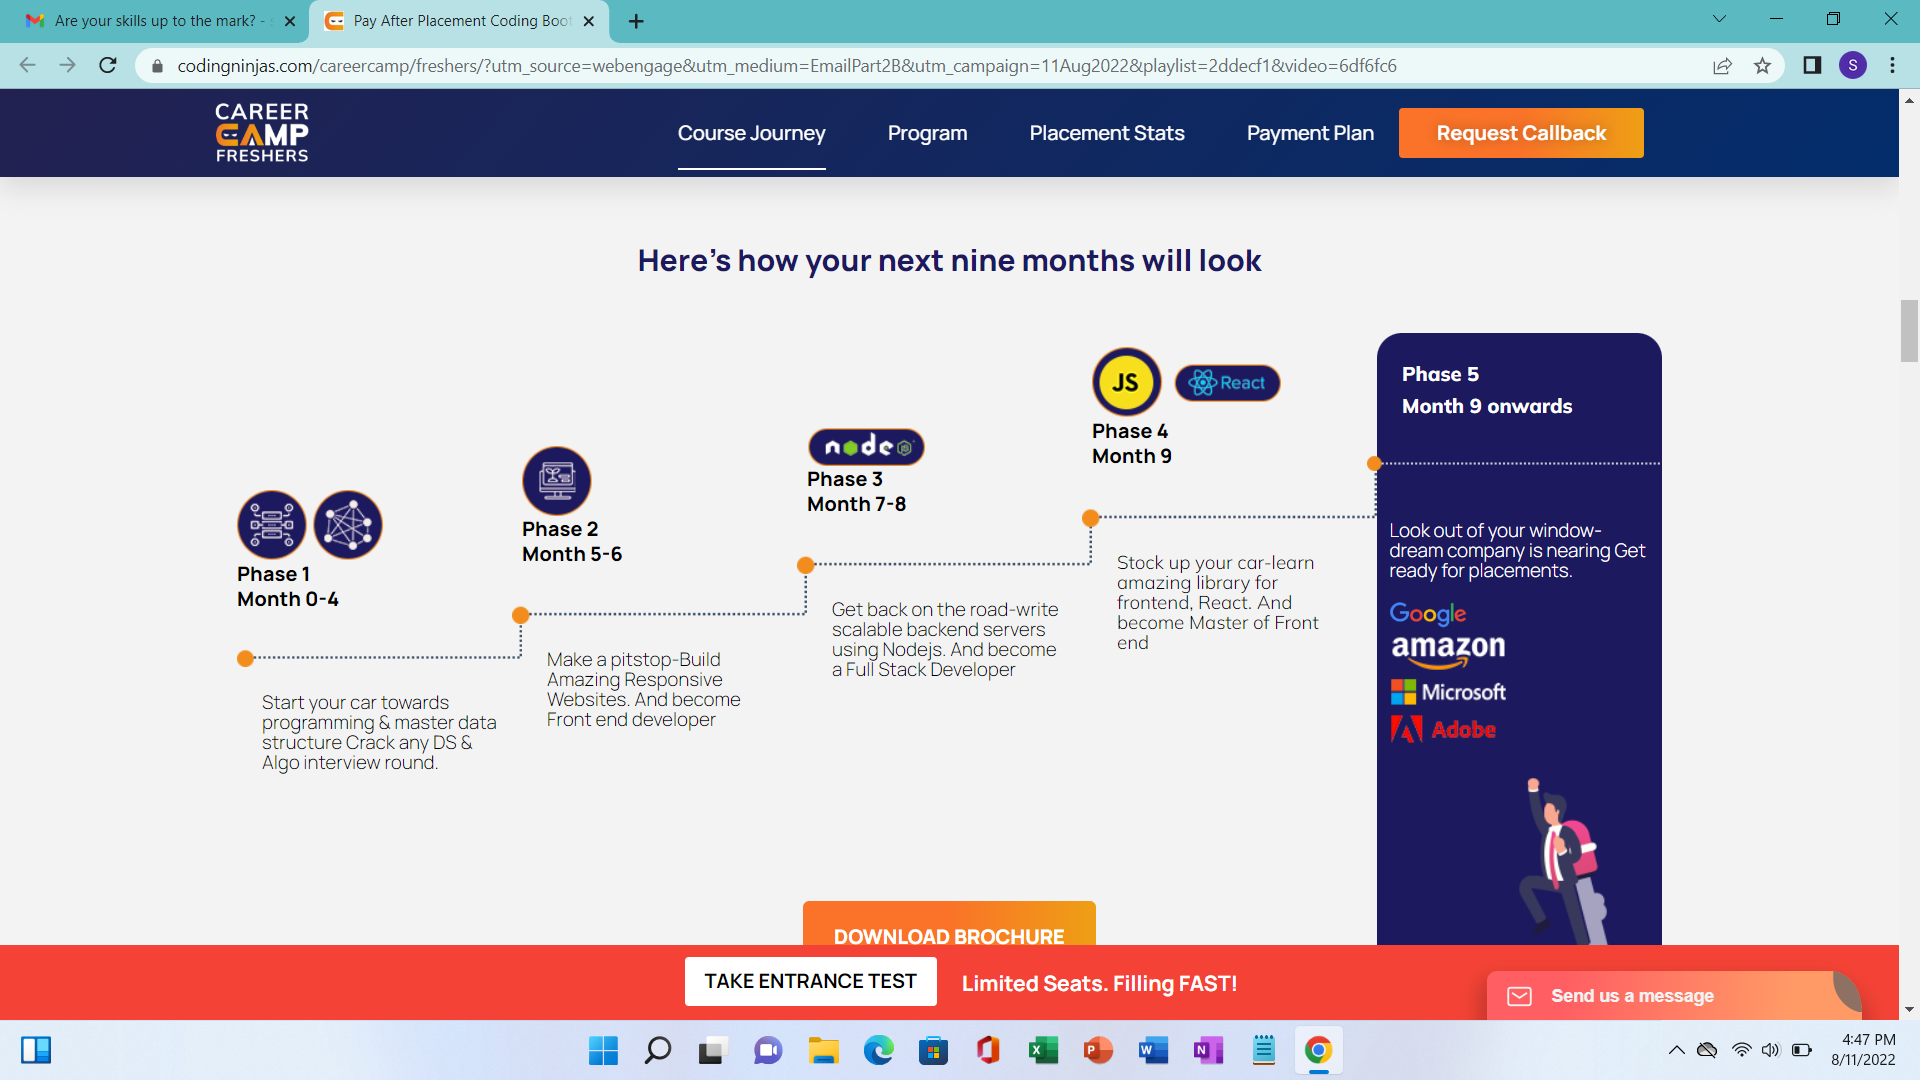 Are your skills up to the mark? -
Pay After Placement Coding Boot
codingninjas.com/careercamp/freshers/?utm_source=webengage&utm_medium=EmailPart2B&utm_campaign=11Aug2022&playlist=2ddecf1&video=6df6fc6
S
CAREER
CAMP
FRESHERS
Course Journey
Program
Placement Stats
Payment Plan
Request Callback
Here's how your next nine months will look
Phase 1
Month 0-4
Start your car towards
programming & master data
structure Crack any DS &
Algo interview round.
Phase 2
Month 5-6
Make a pitstop-Build
Amazing Responsive
Websites. And become
Front end developer
node
Phase 3
Month 7-8
Get back on the road-write
scalable backend servers
using Nodejs. And become
a Full Stack Developer
JS
React
Phase 4
Month 9
Stock up your car-learn
amazing library for
frontend, React. And
become Master of Front
end
Phase 5
Month 9 onwards
Look out of your window-
dream company is nearing Get
ready for placements.
Google
amazon
Microsoft
Adobe
DOWNLOAD BROCHURE
TAKE ENTRANCE TEST
Limited Seats. Filling FAST!
Send us a message
4:47 PM
8/11/2022